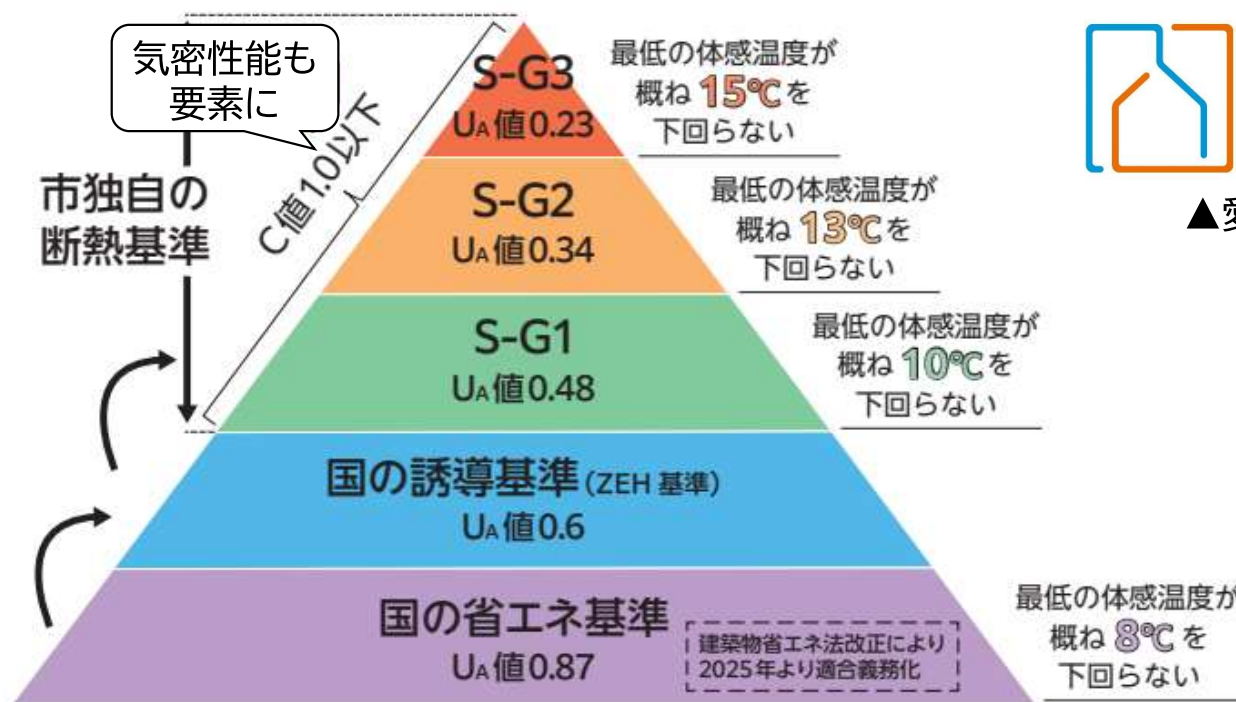 気密性能も
要素に
C値1.0以下
市独自の
断熱基準
S-G3
UA値0.23
最低の体感温度が
概ね15℃を
下回らない
▲愛
S-G2
UA値0.34
最低の体感温度が
概ね13℃を
下回らない
S-G1
UA値0.48
最低の体感温度が
概ね10℃を
下回らない
国の誘導基準(ZEH 基準)
UA値0.6
国の省エネ基準
UA値0.87
建築物省エネ法改正により
2025年より適合義務化
最低の体感温度が
概ね8℃を
下回らない